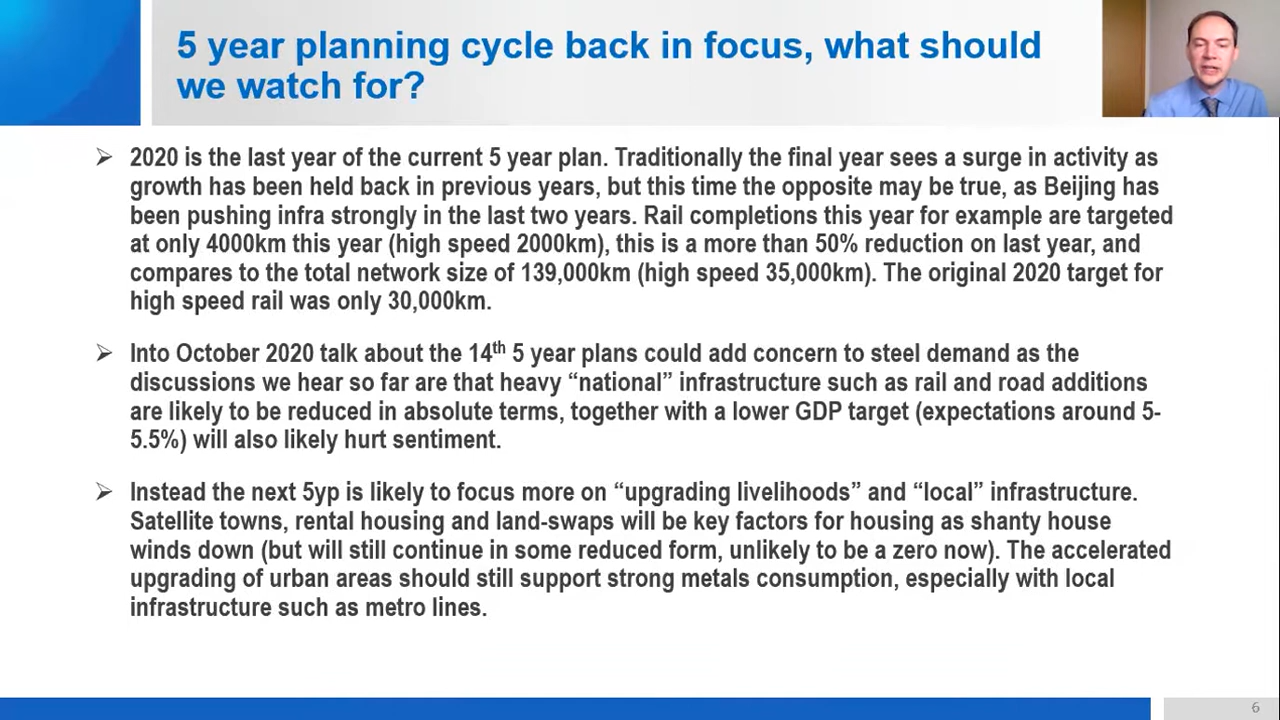 5 year planning cycle back in focus, what should
we watch for?
➢ 2020 is the last year of the current 5 year plan. Traditionally the final year sees a surge in activity as
growth has been held back in previous years, but this time the opposite may be true, as Beijing has
been pushing infra strongly in the last two years. Rail completions this year for example are targeted
at only 4000km this year (high speed 2000km), this is a more than 50% reduction on last year, and
compares to the total network size of 139,000km (high speed 35,000km). The original 2020 target for
high speed rail was only 30,000km.
➢ Into October 2020 talk about the 14th 5 year plans could add concern to steel demand as the
discussions we hear so far are that heavy “national” infrastructure such as rail and road additions
are likely to be reduced in absolute terms, together with a lower GDP target (expectations around 5-
5.5%) will also likely hurt sentiment.
➢ Instead the next 5yp is likely to focus more on “upgrading livelihoods” and “local” infrastructure.
Satellite towns, rental housing and land-swaps will be key factors for housing as shanty house
winds down (but will still continue in some reduced form, unlikely to be a zero now). The accelerated
upgrading of urban areas should still support strong metals consumption, especially with local
infrastructure such as metro lines.
6